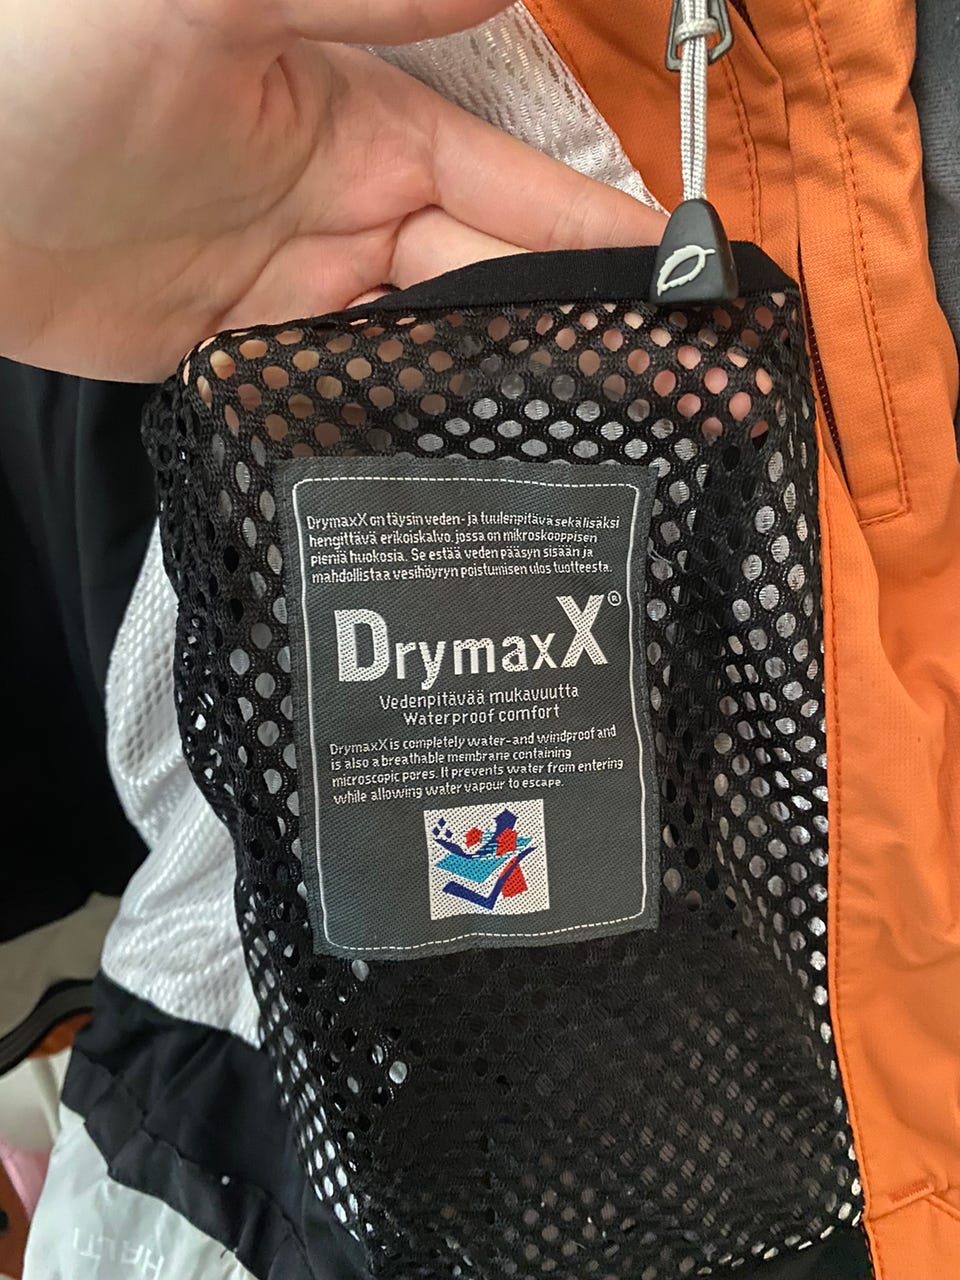 DrymaxX on täysin veden- ja tuulenpitävä sekä lisäksi
hengittävä erikoiskalvo, jossa on mikroskooppisen
pieniä huokosia. Se estää veden pääsyn sisään ja
mahdollistaa vesihöyryn poistumisen ulos tuotteesta.
DrymaxX®
Vedenpitävää mukavuutta
Waterproof comfort
DrymaxX is completely water-and windproof and
is also a breathable membrane containing
microscopic pores. It prevents water from entering
while allowing water vapour to escape.
HALTI